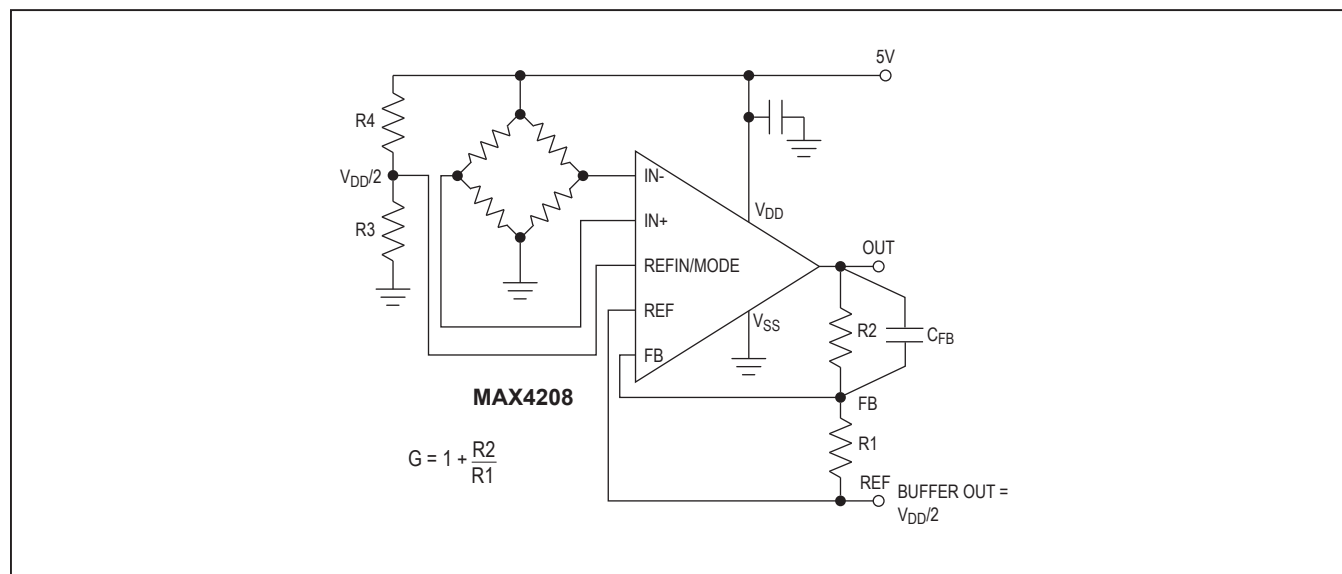 5V
R4
VDD/2
R3
IN-
IN+
REFIN/MODE
REF
FB
VDD
VSS
OUT
R2
CFB
FB
R1
REF
BUFFER OUT =
VDD/2
MAX4208
G = 1 + R2
R1